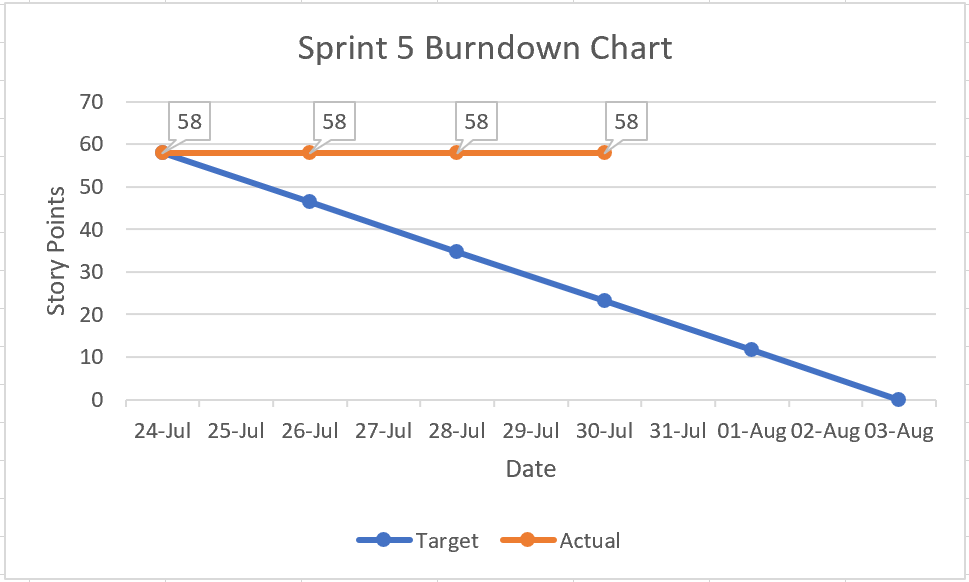 Sprint 5 Burndown Chart
70
58 58 58 58
60
50
40
30
20
10
0
Story Points
24-Jul 25-Jul 26-Jul 27-Jul 28-Jul 29-Jul 30-Jul 31-Jul 01-Aug 02-Aug 03-Aug
Date
Target Actual